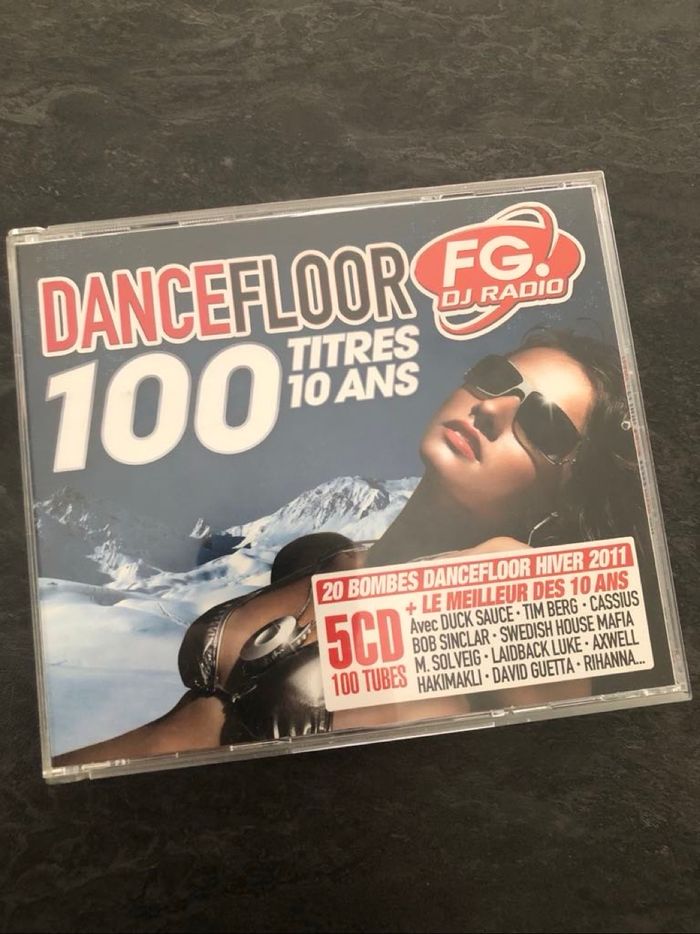 DANCEFLOOR
FG.
DJ RADIO
100
TITRES
10 ANS
20 BOMBES DANCEFLOOR HIVER 2011
+ LE MEILLEUR DES 10 ANS
5CD
100 TUBES
Avec DUCK SAUCE • TIM BERG • CASSIUS
BOB SINCLAR • SWEDISH HOUSE MAFIA
M. SOLVEIG • LAIDBACK LUKE • AXWELL
HAKIMAKLI • DAVID GUETTA • RIHANNA...